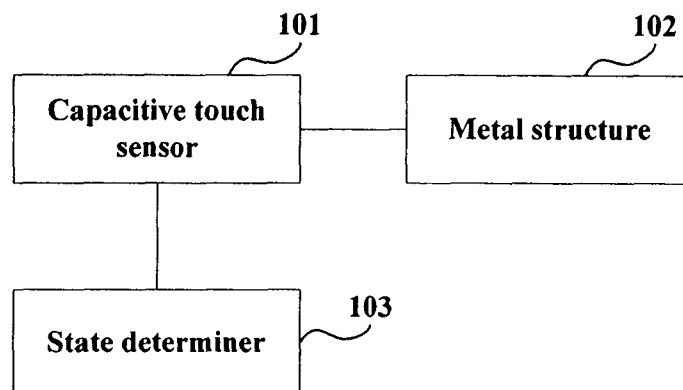 101
102
Capacitive touch
sensor
Metal structure
103
State determiner